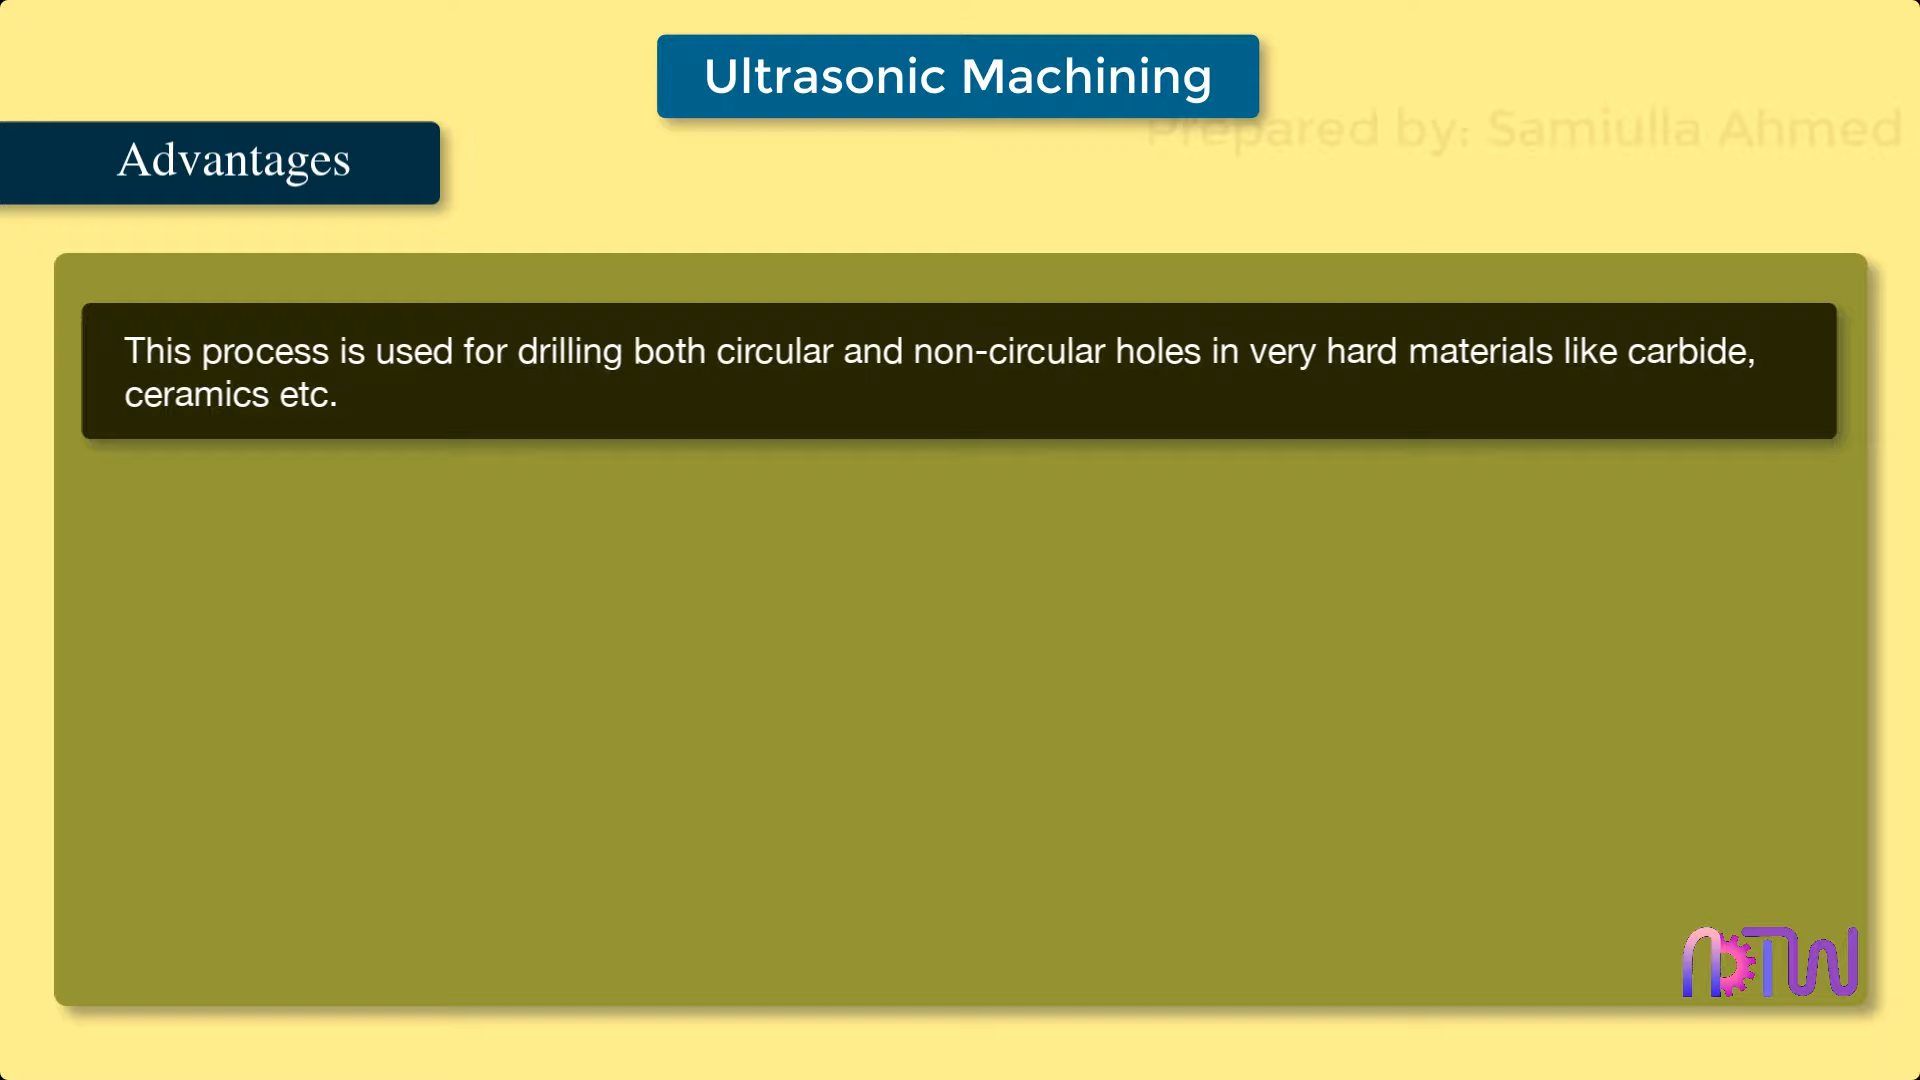 Ultrasonic Machining
Prepared by: Samiulla Ahmed
Advantages
This process is used for drilling both circular and non-circular holes in very hard materials like carbide,
ceramics etc.